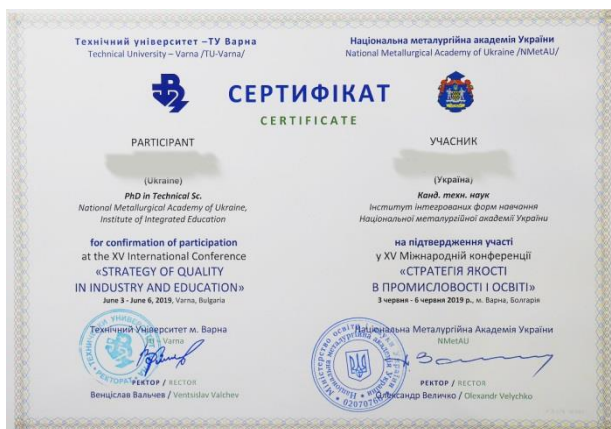 Технічний університет –ТУ Варна
Technical University – Varna /TU-Varna/
Національна металургійна академія України
National Metallurgical Academy of Ukraine /NMetAU/
СЕРТИФІКАТ
CERTIFICATE
PARTICIPANT
(Ukraine)
PhD in Technical Sc.
National Metallurgical Academy of Ukraine,
Institute of Integrated Education
for confirmation of participation
at the XV International Conference
«STRATEGY OF QUALITY
IN INDUSTRY AND EDUCATION»
June 3 - June 6, 2019, Varna, Bulgaria
Технічний Університет м. Варна
TU - Varna
РЕКТОР / RECTOR
Венціслав Вальчев / Ventsislav Valchev
УЧАСНИК
(Україна)
Канд. техн. наук
Інститут інтегрованих форм навчання
Національної металургійної академії України
на підтвердження участі
у XV Міжнародній конференції
«СТРАТЕГІЯ ЯКОСТІ
В ПРОМИСЛОВОСТІ І ОСВІТІ»
3 червня - 6 червня 2019 р., м. Варна, Болгарія
Національна Металургійна Академія України
NMetAU
РЕКТОР / RECTOR
Олександр Величко / Olexandr Velychko